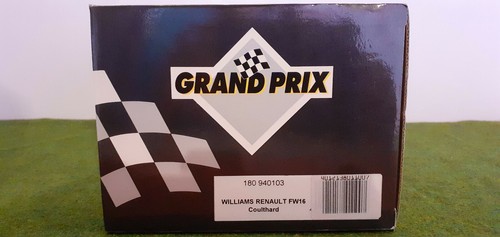 GRAND PRIX
180 940103
WILLIAMS RENAULT FW16
Coulthard